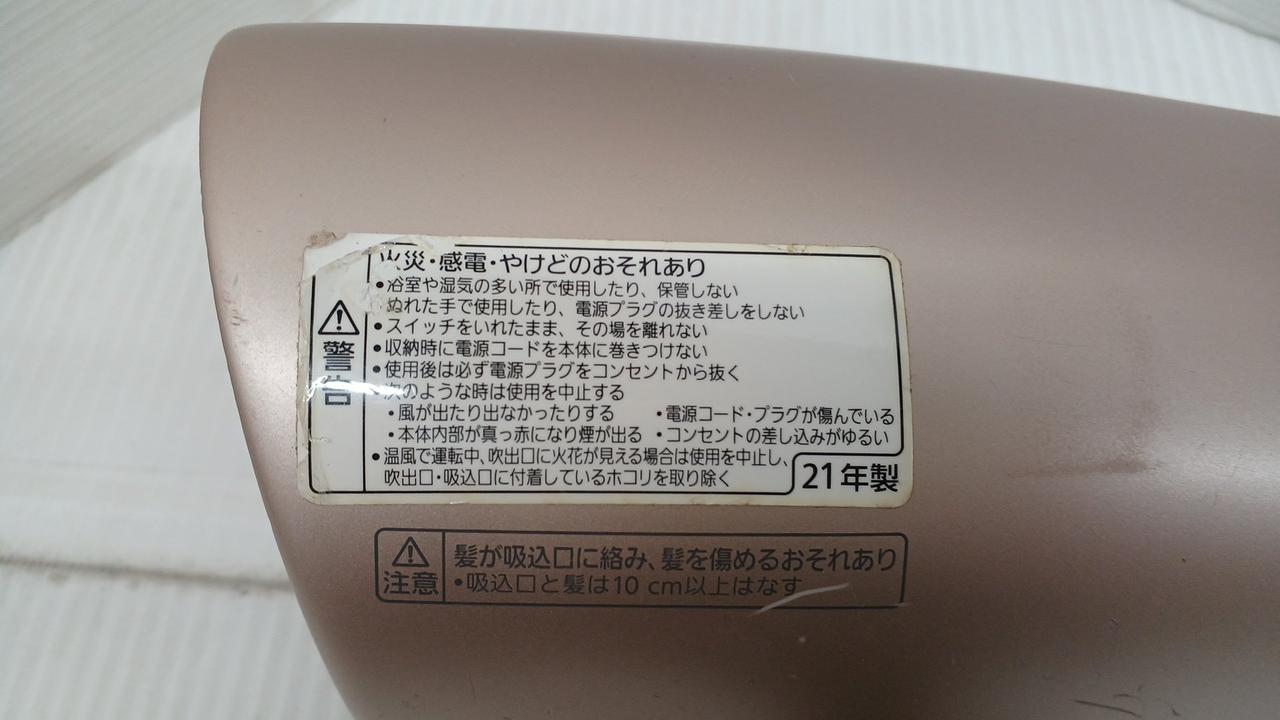 警告
火災・感電・やけどのおそれあり
•浴室や湿気の多い所で使用したり、保管しない
ぬれた手で使用したり、電源プラグの抜き差しをしない
•スイッチをいれたまま、その場を離れない
•収納時に電源コードを本体に巻きつけない
•使用後は必ず電源プラグをコンセントから抜く
次のような時は使用を中止する
・風が出たり出なかったりする ・電源コード・プラグが傷んでいる
・本体内部が真っ赤になり煙が出る ・コンセントの差し込みがゆるい
•温風で運転中、吹出口に火花が見える場合は使用を中止し、
吹出口・吸込口に付着しているホコリを取り除く
21年製
注意
髪が吸込口に絡み、髪を傷めるおそれあり
•吸込口と髪は10 cm以上はなす